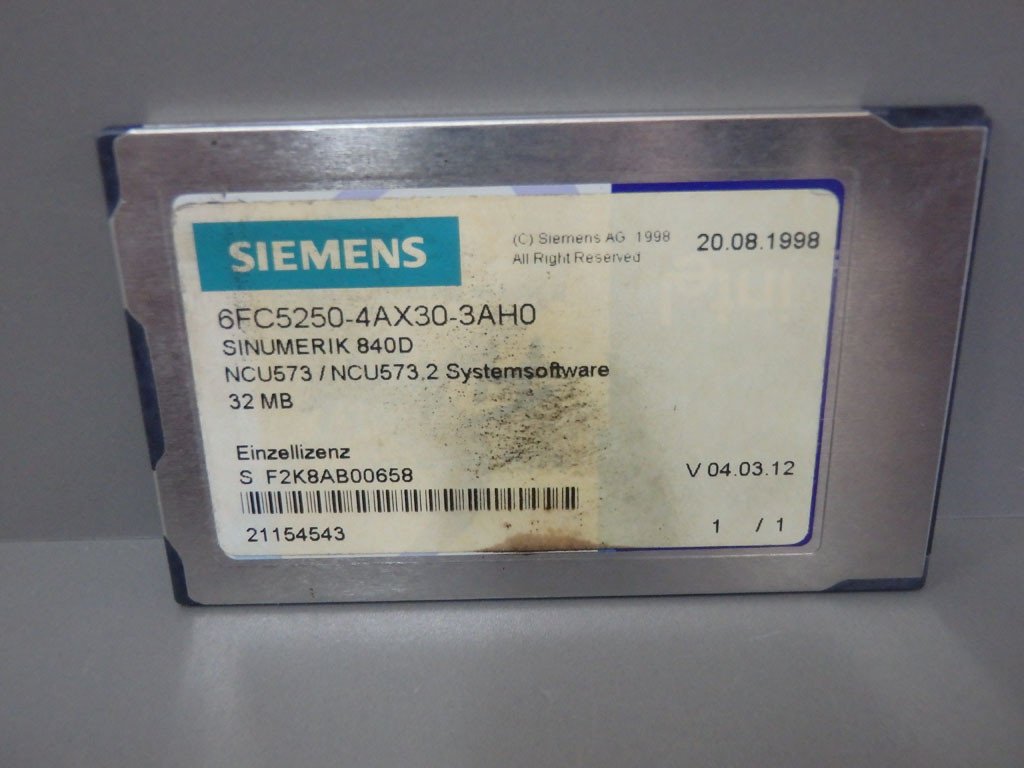 SIEMENS
(C) Siemens AG 1998
All Right Reserved
20.08.1998
6FC5250-4AX30-3AH0
SINUMERIK 840D
NCU573 / NCU573.2 Systemsoftware
32 MB
Einzellizenz
S F2K8AB00658
V 04.03.12
21154543
1 / 1
intel